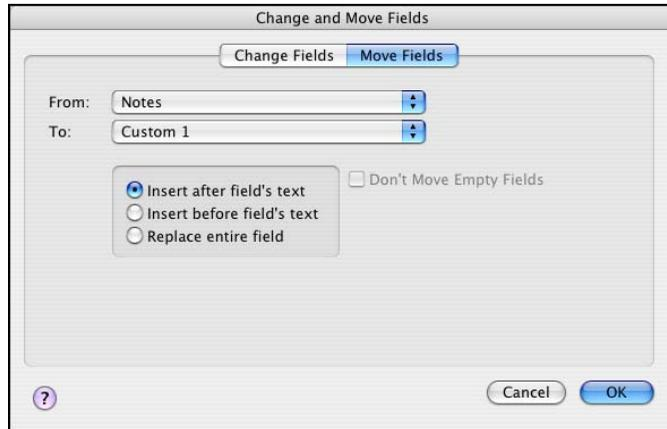 Change and Move Fields
Change Fields Move Fields
From: Notes
To: Custom 1
Insert after field's text
Don't Move Empty Fields
Insert before field's text
Replace entire field
? Cancel OK